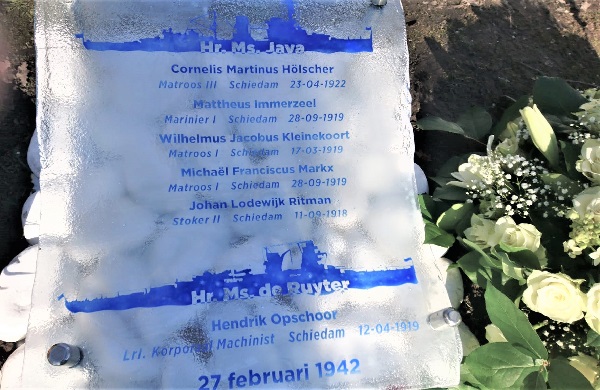 Hr. Ms. Java
Cornelis Martinus Hölscher
Matroos III Schiedam 23-04-1922
Mattheus Immerzeel
Marinier I Schiedam 28-09-1919
Wilhelmus Jacobus Kleinekoort
Matroos I Schiedam 17-03-1919
Michaël Franciscus Markx
Matroos I Schiedam 28-09-1919
Johan Lodewijk Ritman
Stoker II Schiedam 11-09-1918
Hr. Ms. de Ruyter
Hendrik Opschoor
Lrl. Korporaal Machinist Schiedam 12-04-1919
27 februari 1942